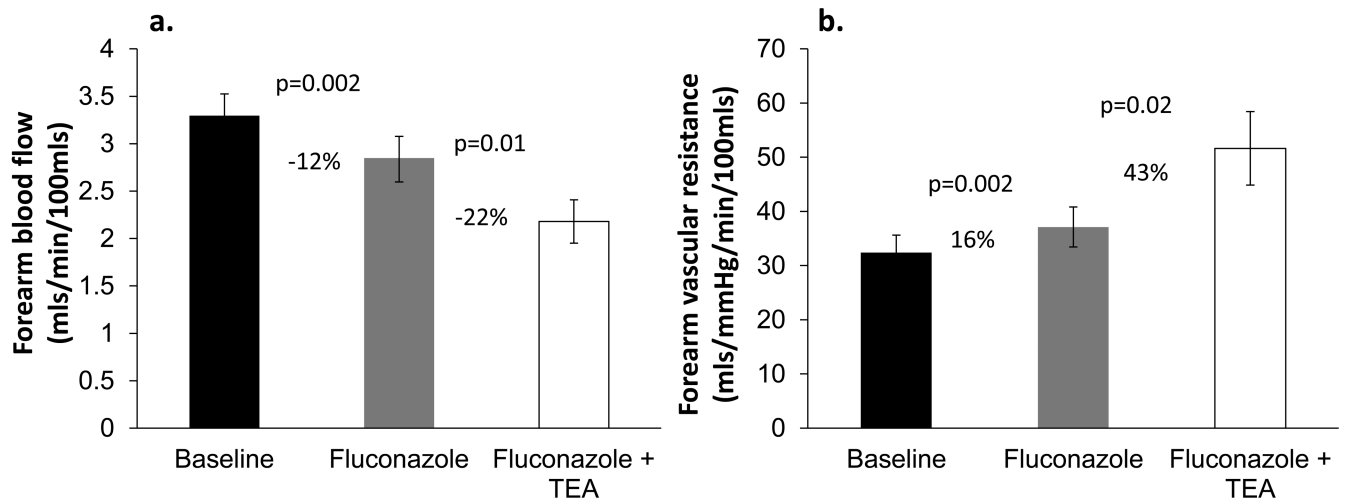 a.
Forearm blood flow
(mls/min/100mls)
4
3.5
3
2.5
2
1.5
1
0.5
0
p=0.002
-12%
p=0.01
-22%
Baseline
Fluconazole
Fluconazole +
TEA
b.
Forearm vascular resistance
(mls/mmHg/min/100mls)
70
60
50
40
30
20
10
0
p=0.002
16%
p=0.02
43%
Baseline
Fluconazole
Fluconazole +
TEA